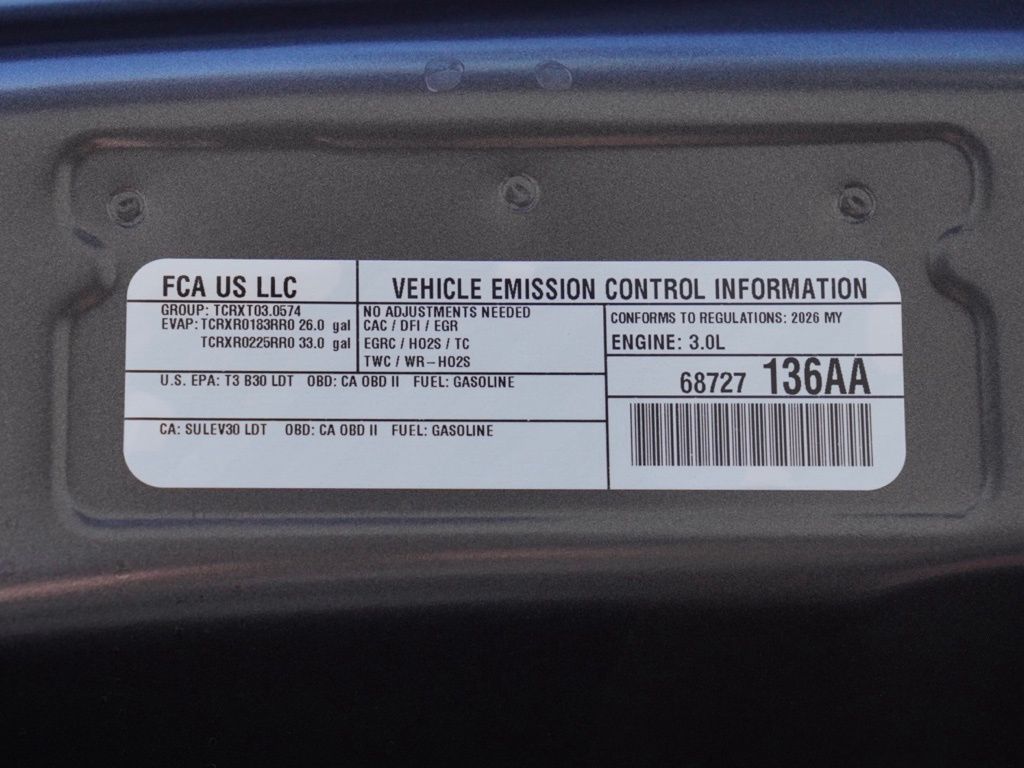 FCA US LLC
VEHICLE EMISSION CONTROL INFORMATION
GROUP: TCRXT03.0574
EVAP: TCRXR0183RR0 26.0 gal
TCRXR0225RR0 33.0 gal
NO ADJUSTMENTS NEEDED
CAC / DFI / EGR
EGRC / HO2S / TC
TWC / WR-HO2S
CONFORMS TO REGULATIONS: 2026 MY
ENGINE: 3.0L
68727 136AA
U.S. EPA: T3 B30 LDT OBD: CA OBD II FUEL: GASOLINE
CA: SULEV30 LDT OBD: CA OBD II FUEL: GASOLINE